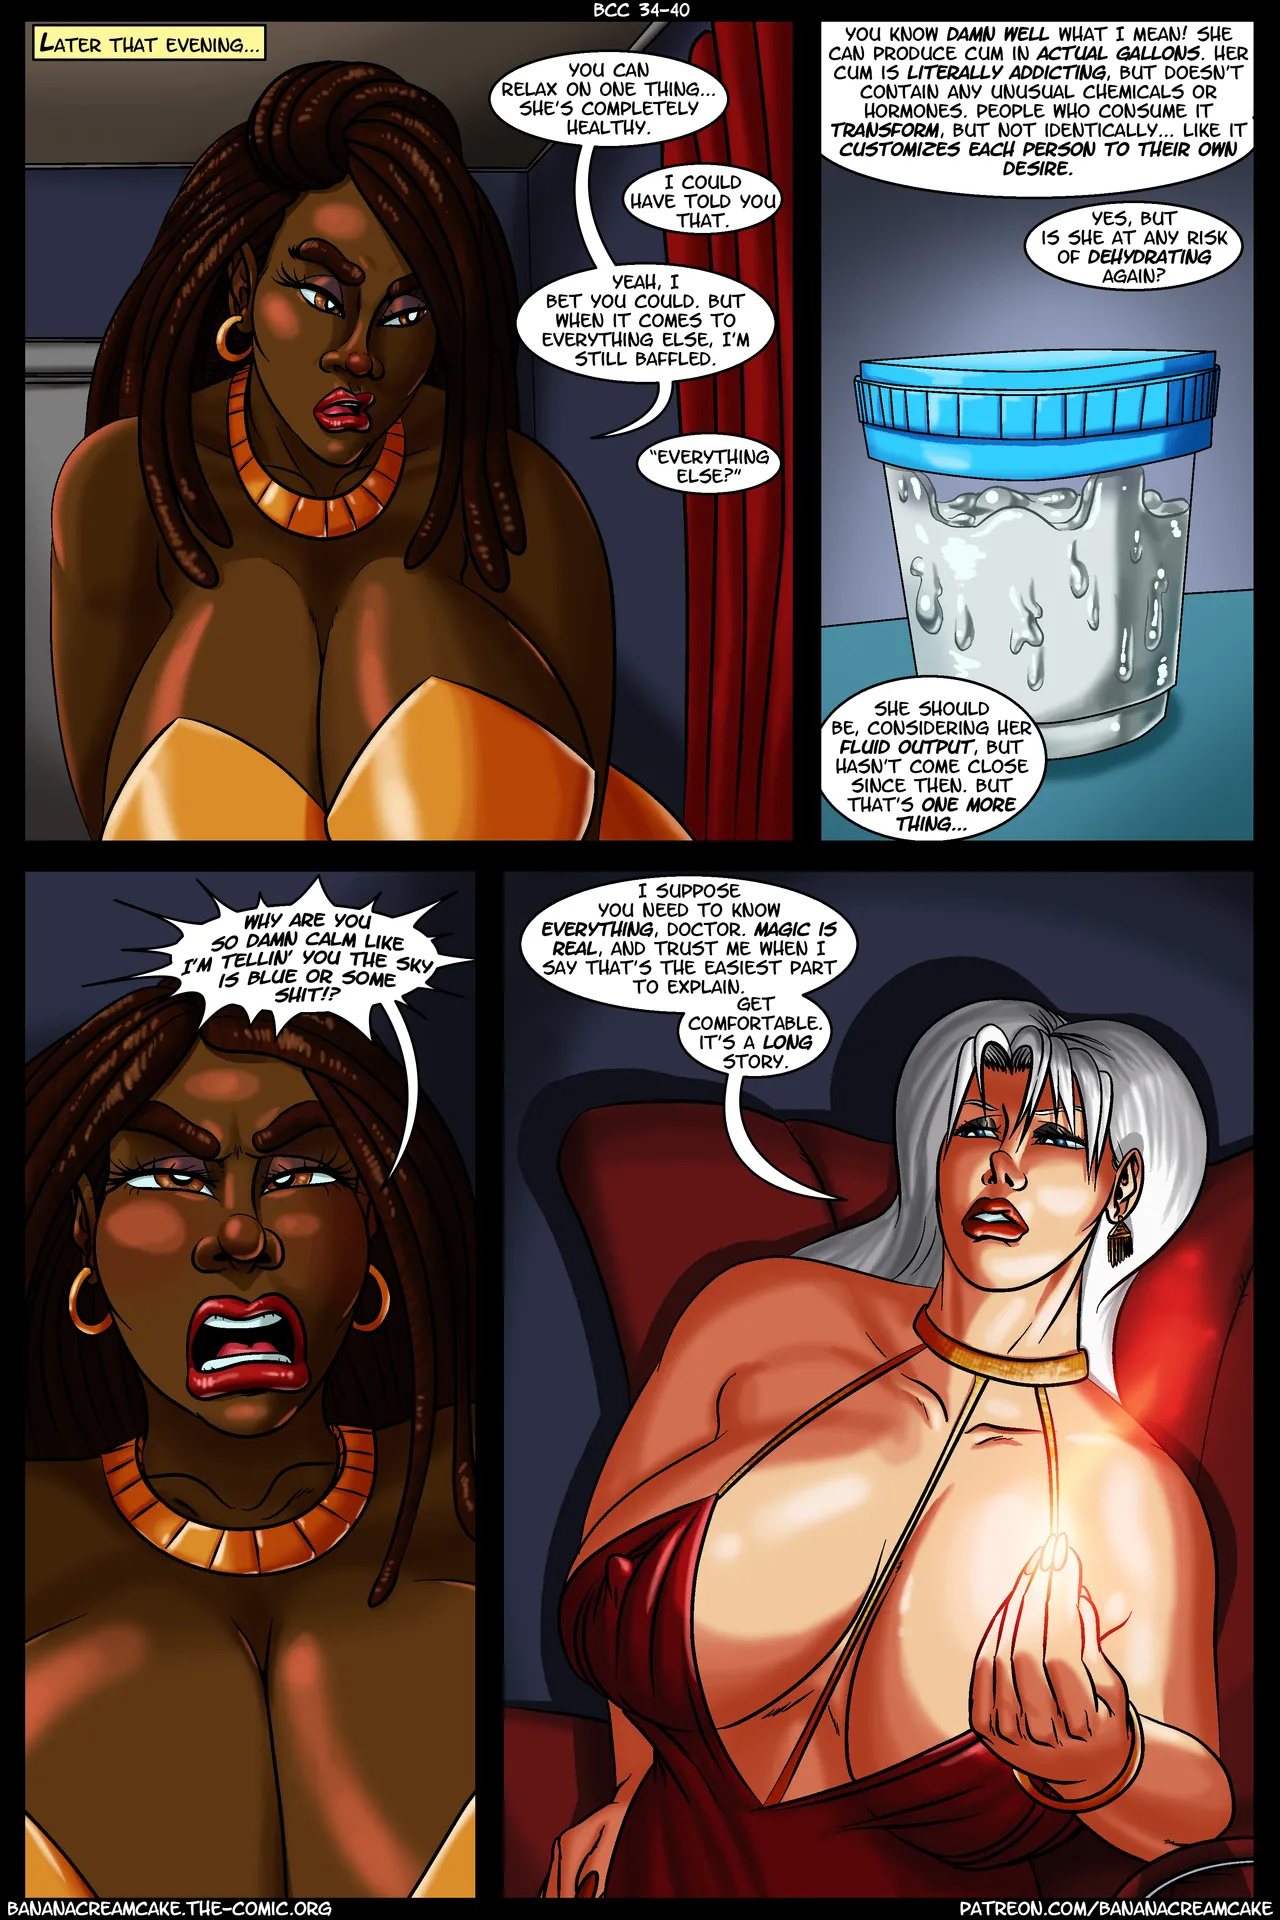 BCC 34-40
LATER THAT EVENING...
YOU CAN
RELAX ON ONE THING...
SHE'S COMPLETELY
HEALTHY.
I COULD
HAVE TOLD YOU
THAT.
YEAH, I
BET YOU COULD. BUT
WHEN IT COMES TO
EVERYTHING ELSE, I'M
STILL BAFFLED.
"EVERYTHING
ELSE?"
YOU KNOW DAMN WELL WHAT I MEAN! SHE
CAN PRODUCE CUM IN ACTUAL GALLONS. HER
CUM IS LITERALLY ADDICTING, BUT DOESN'T
CONTAIN ANY UNUSUAL CHEMICALS OR
HORMONES. PEOPLE WHO CONSUME IT
TRANSFORM, BUT NOT IDENTICALLY... LIKE IT
CUSTOMIZES EACH PERSON TO THEIR OWN
DESIRE.
YES, BUT
IS SHE AT ANY RISK
OF DEHYDRATING
AGAIN?
SHE SHOULD
BE, CONSIDERING HER
FLUID OUTPUT, BUT
HASN'T COME CLOSE
SINCE THEN. BUT
THAT'S ONE MORE
THING...
WHY ARE YOU
SO DAMN CALM LIKE
I'M TELLIN' YOU THE SKY
IS BLUE OR SOME
SHIT!?
I SUPPOSE
YOU NEED TO KNOW
EVERYTHING, DOCTOR. MAGIC IS
REAL, AND TRUST ME WHEN I
SAY THAT'S THE EASIEST PART
TO EXPLAIN.
GET
COMFORTABLE.
IT'S A LONG
STORY.
BANANACREAMCAKE.THE-COMIC.ORG
PATREON.COM/BANANACREAMCAKE